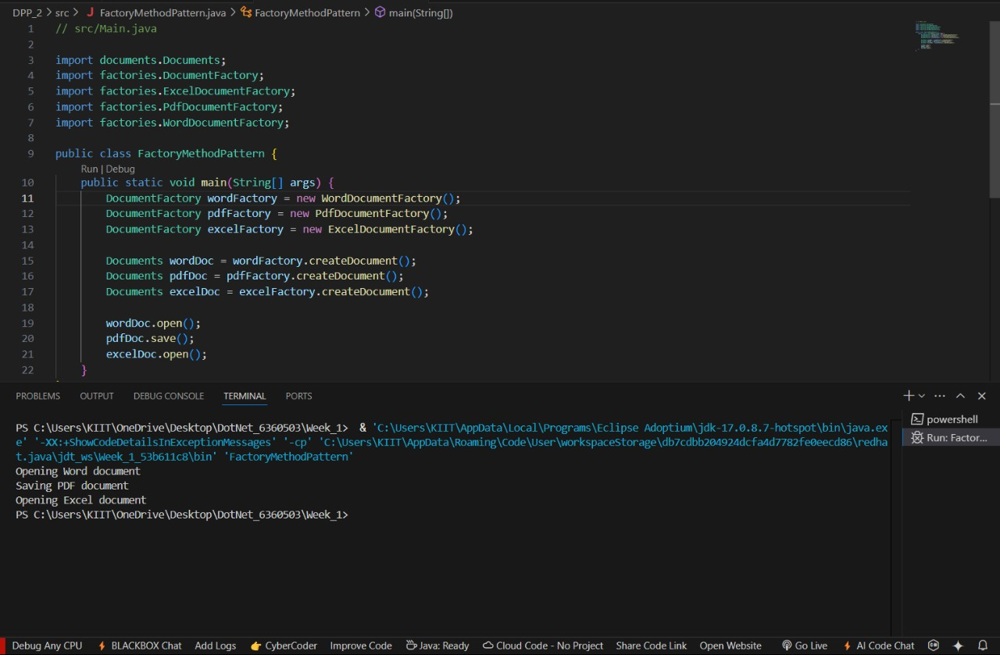 DPP_2 > src > J FactoryMethodPattern.java > FactoryMethodPattern > main(String[])
1 // src/Main.java
2
3 import documents.Documents;
4 import factories.DocumentFactory;
5 import factories.ExcelDocumentFactory;
6 import factories.PdfDocumentFactory;
7 import factories.WordDocumentFactory;
8
9 public class FactoryMethodPattern {
Run | Debug
10 public static void main(String[] args) {
11 DocumentFactory wordFactory = new WordDocumentFactory();
12 DocumentFactory pdfFactory = new PdfDocumentFactory();
13 DocumentFactory excelFactory = new ExcelDocumentFactory();
14
15 Documents wordDoc = wordFactory.createDocument();
16 Documents pdfDoc = pdfFactory.createDocument();
17 Documents excelDoc = excelFactory.createDocument();
18
19 wordDoc.open();
20 pdfDoc.save();
21 excelDoc.open();
22 }
PROBLEMS OUTPUT DEBUG CONSOLE TERMINAL PORTS
PS C:\Users\KIIT\OneDrive\Desktop\DotNet_6360503\Week_1>  & 'C:\Users\KIIT\AppData\Local\Programs\Eclipse Adoptium\jdk-17.0.8.7-hotspot\bin\java.ex
e' '-XX:+ShowCodeDetailsInExceptionMessages' '-cp' 'C:\Users\KIIT\AppData\Roaming\Code\User\workspaceStorage\db7cdbb204924dcfa4d7782fe0eecd86\redha
t.java\jdt_ws\Week_1_53b611c8\bin' 'FactoryMethodPattern'
Opening Word document
Saving PDF document
Opening Excel document
PS C:\Users\KIIT\OneDrive\Desktop\DotNet_6360503\Week_1>
powershell
Run: Factor...
Debug Any CPU BLACKBOX Chat Add Logs CyberCoder Improve Code Java: Ready Cloud Code - No Project Share Code Link Open Website Go Live AI Code Chat